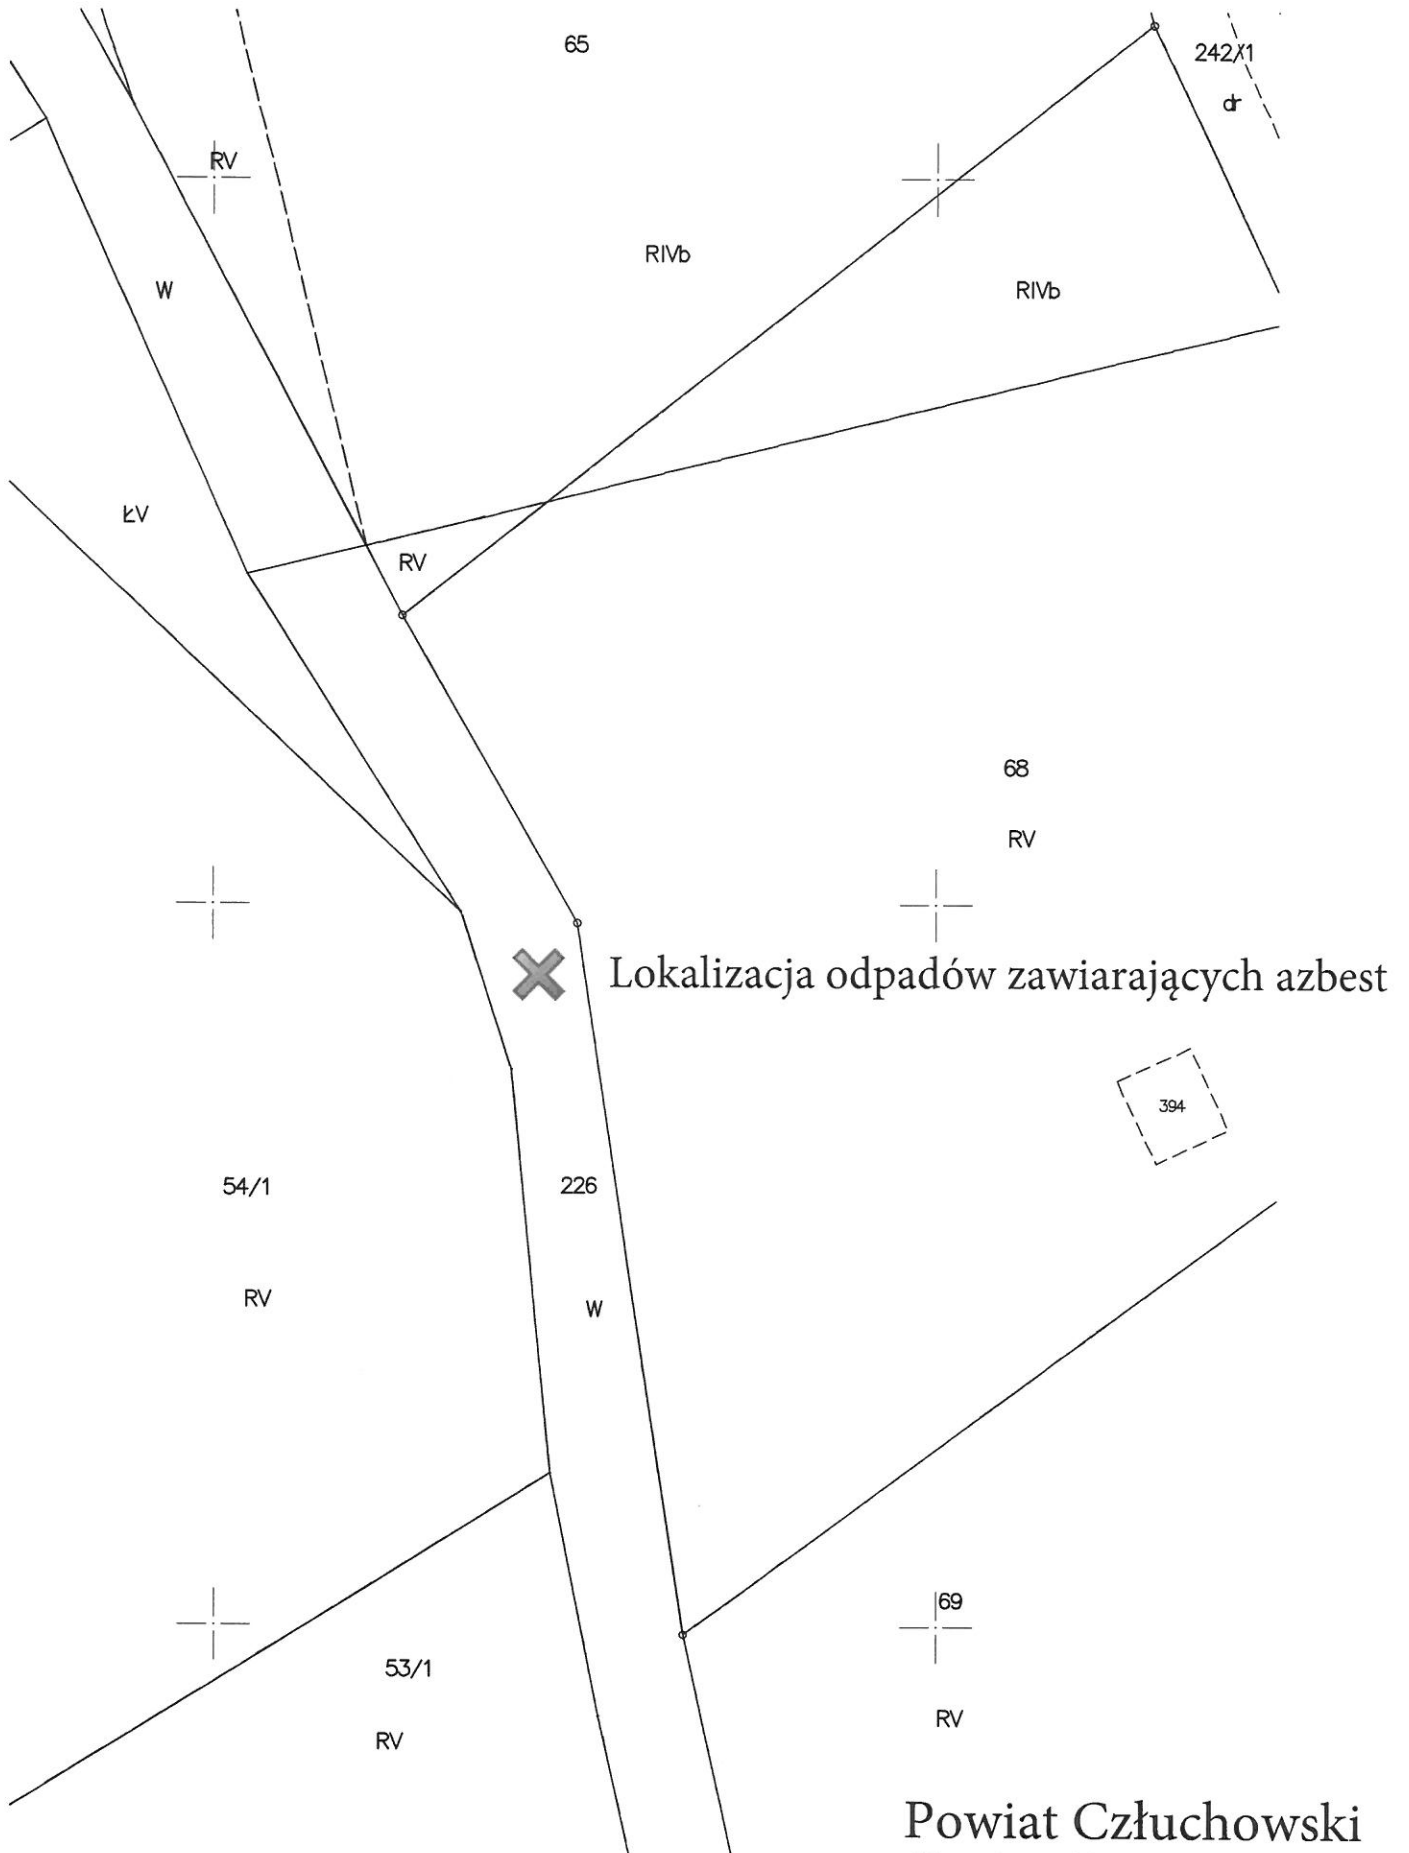 65
242/1
dr
RV
RIVb
W
RIVb
ŁV
RV
68
RV
Lokalizacja odpadów zawiarających azbest
394
54/1
226
RV
W
69
53/1
RV
RV
Powiat Człuchowski